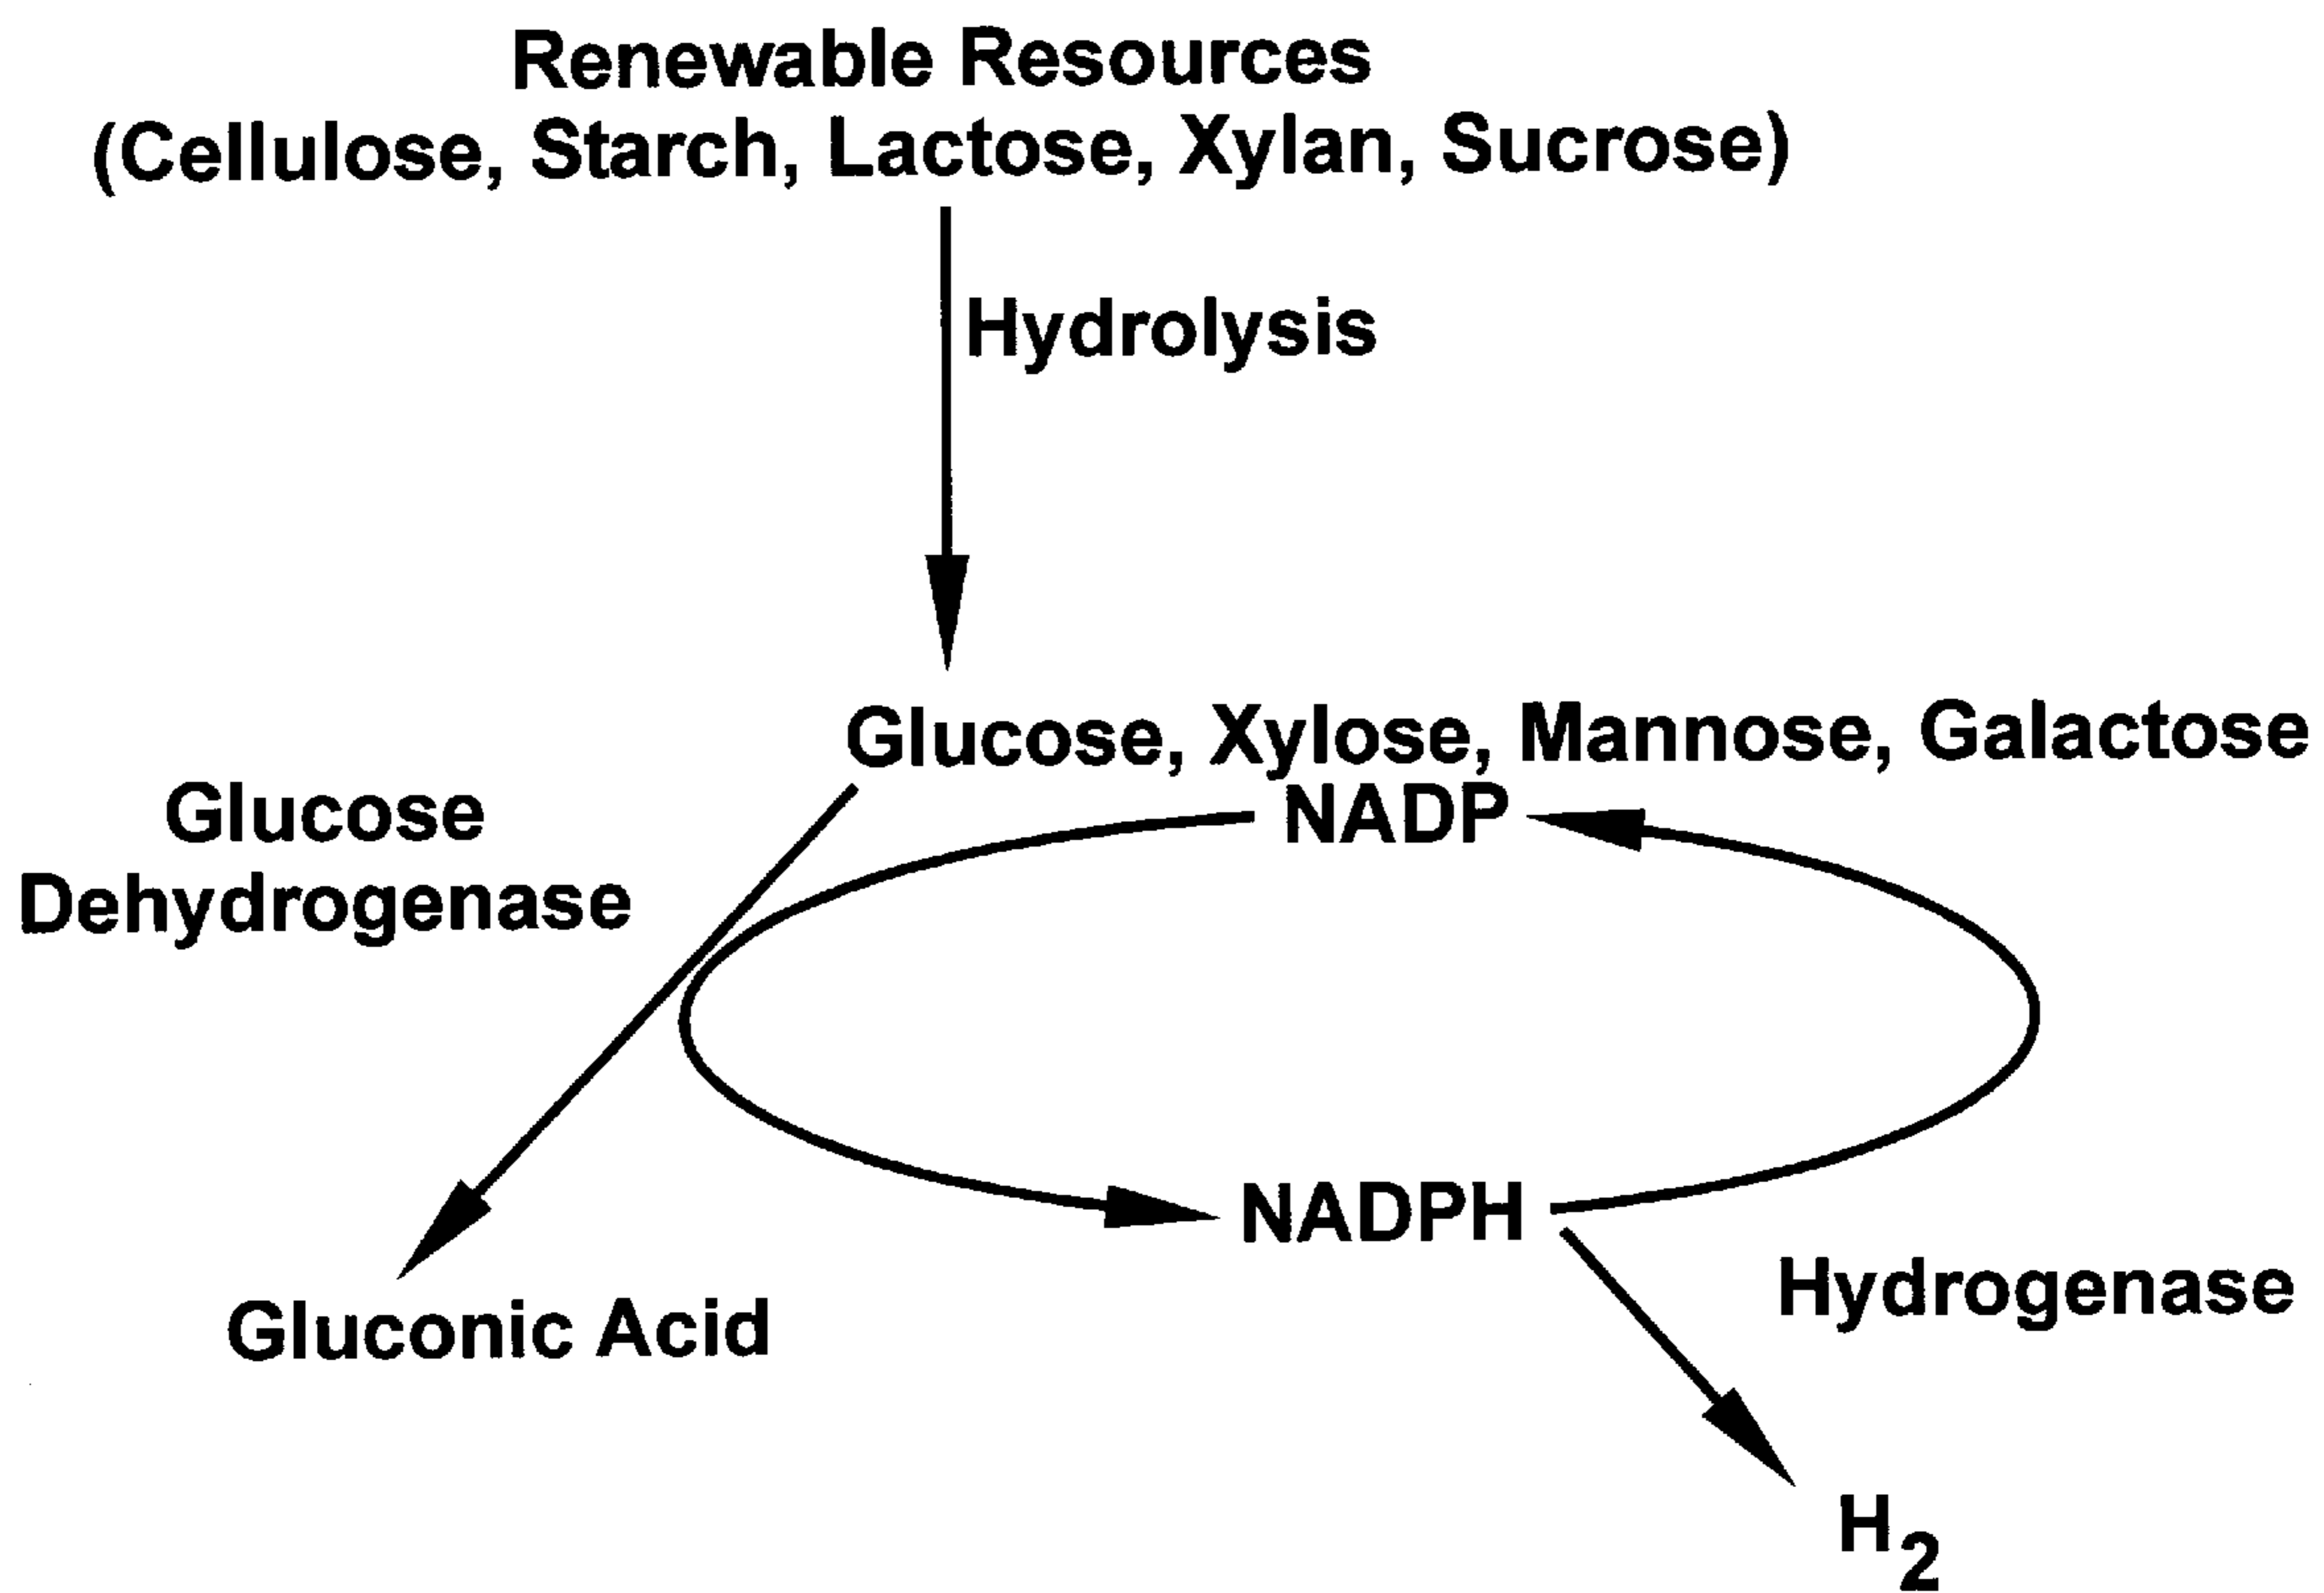 Renewable Resources
(Cellulose, Starch, Lactose, Xylan, Sucrose)
Hydrolysis
Glucose, Xylose, Mannose, Galactose
Glucose
Dehydrogenase
NADP
NADPH
Hydrogenase
Gluconic Acid
H2